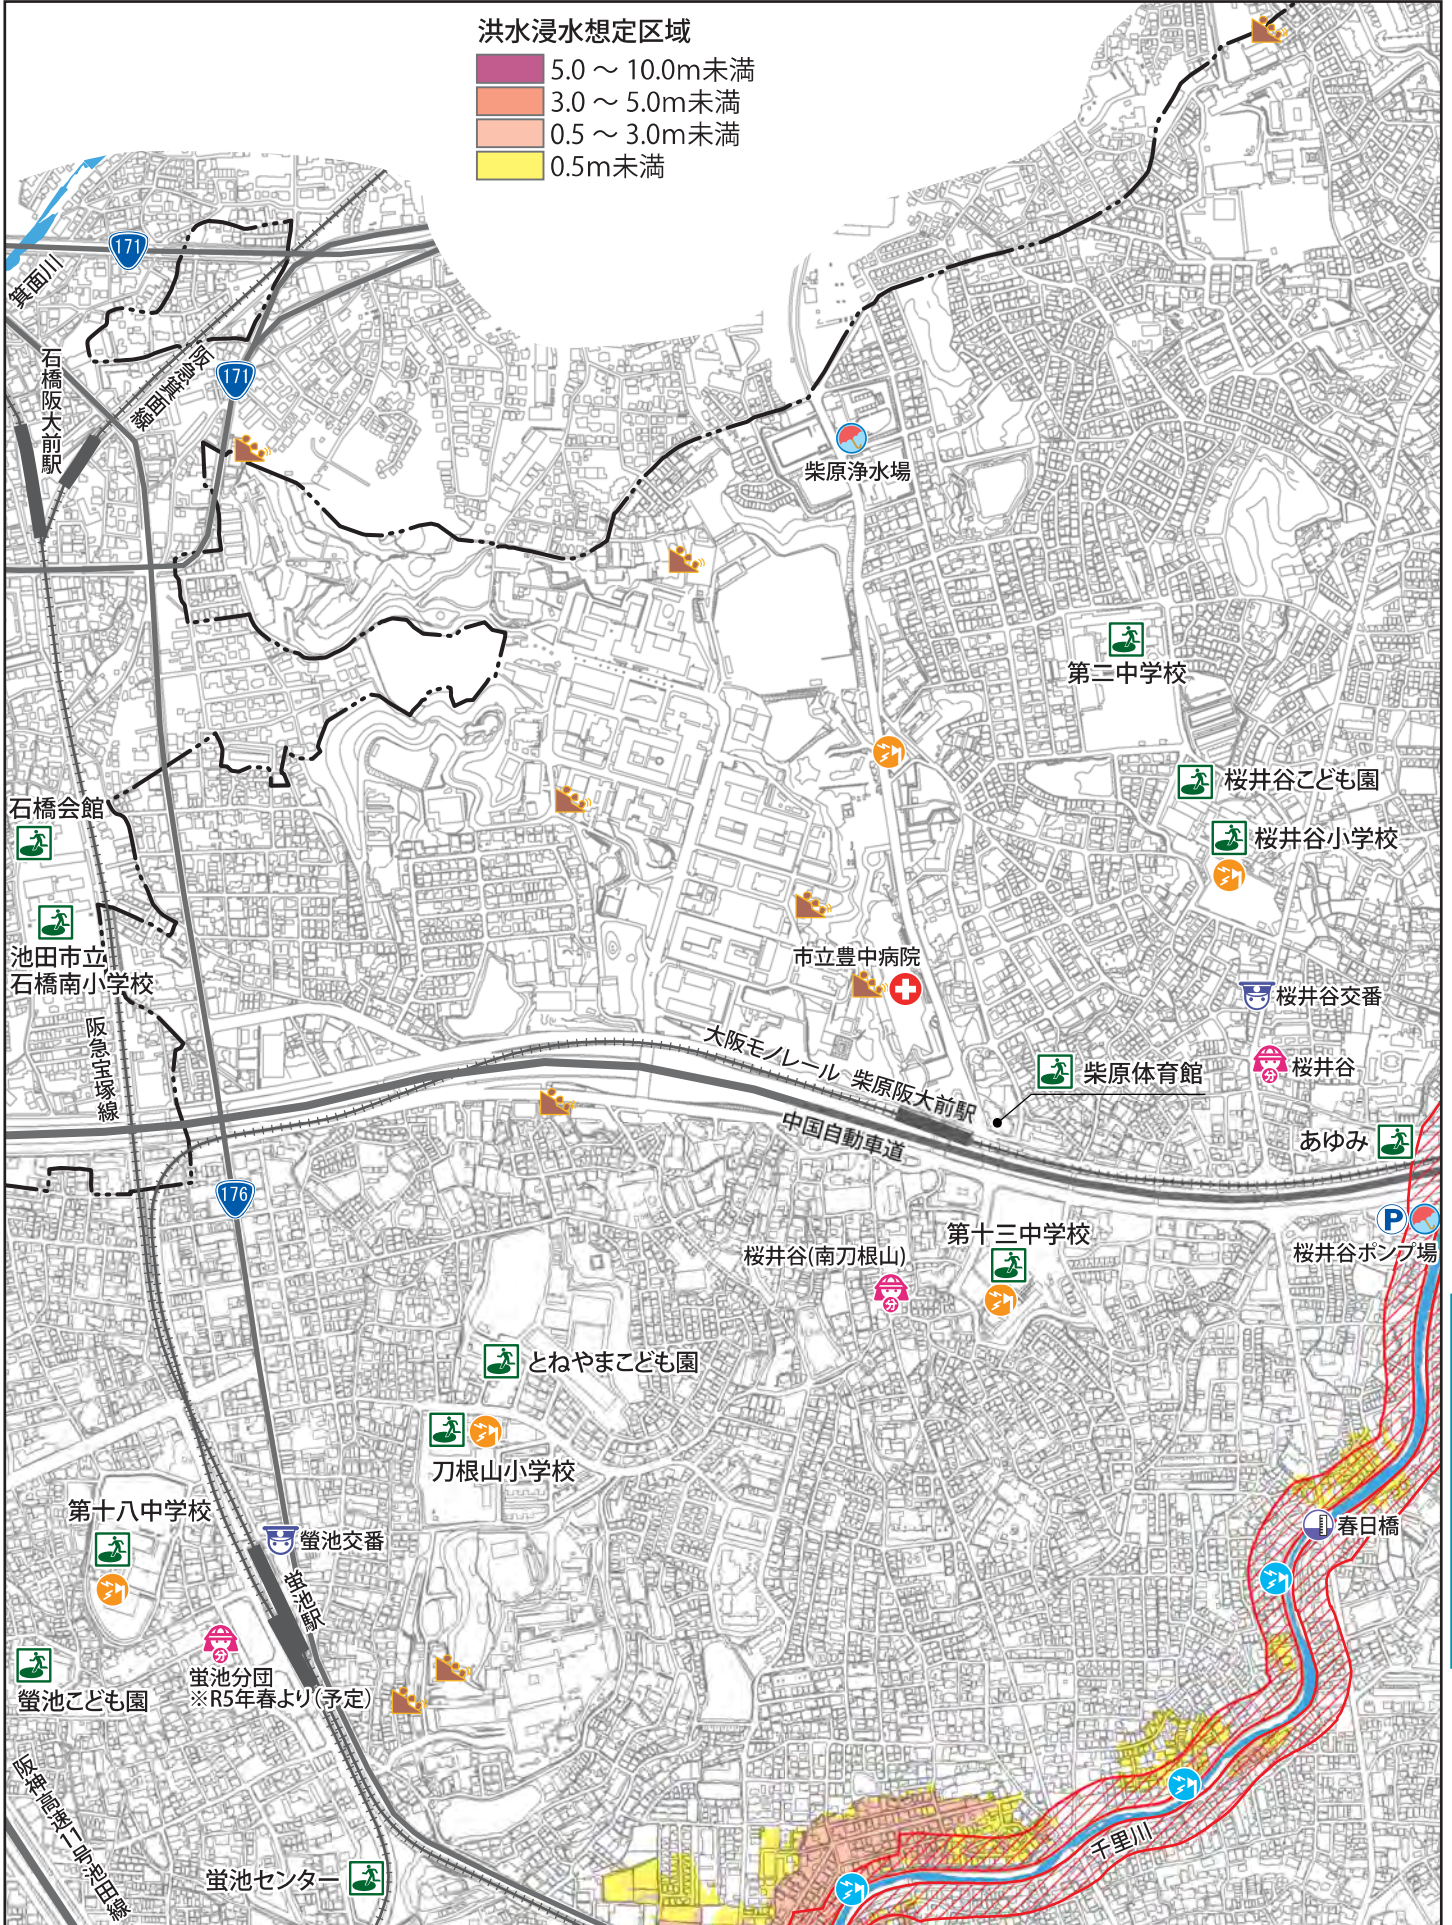 洪水浸水想定区域
5.0 ～ 10.0m未満
3.0 ～ 5.0m未満
0.5 ～ 3.0m未満
0.5m未満
171
箕面川
石橋阪大前駅
阪急箕面線
171
柴原浄水場
第二中学校
桜井谷こども園
石橋会館
桜井谷小学校
池田市立
石橋南小学校
市立豊中病院
桜井谷交番
阪急宝塚線
大阪モノレール 柴原阪大前駅
柴原体育館
桜井谷
分
中国自動車道
あゆみ
176
P
桜井谷ポンプ場
第十三中学校
桜井谷(南刀根山)
分
とねやまこども園
刀根山小学校
第十八中学校
春日橋
螢池交番
蛍池駅
分
蛍池分団
※R5年春より(予定)
螢池こども園
阪神高速11号池田線
千里川
蛍池センター